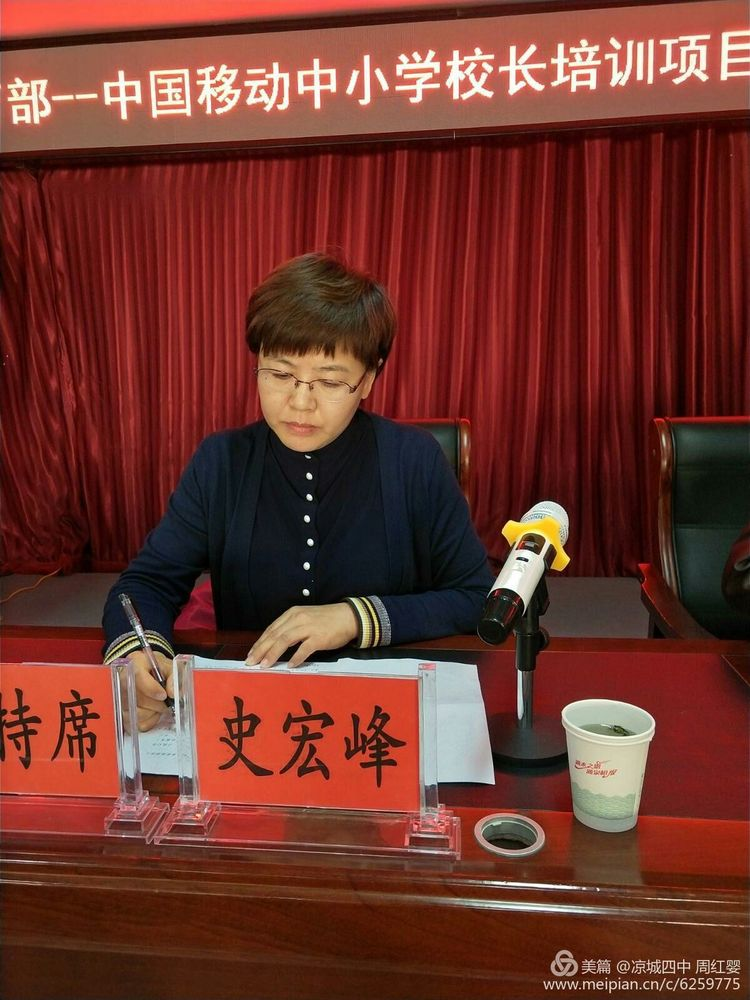 部--中国移动中小学校长培训项目
持席
史宏峰
美篇 @凉城四中 周红婴
www.meipian.cn/c/6259775